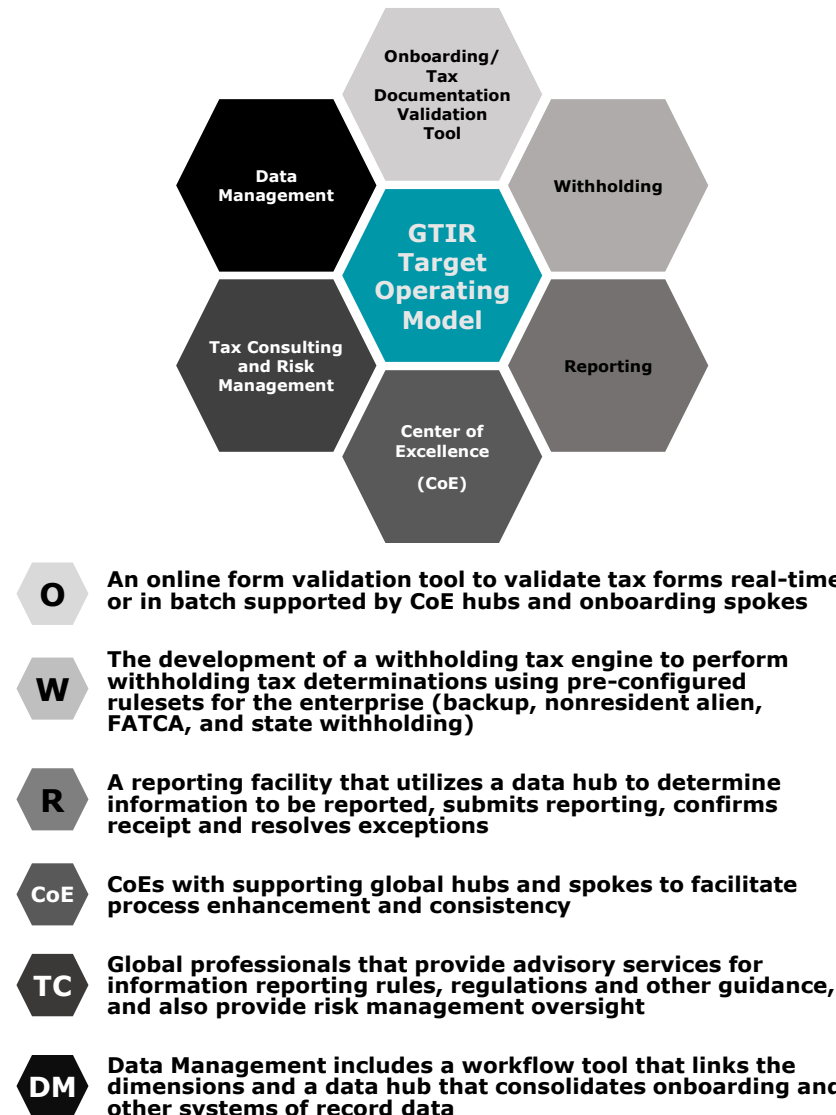 Onboarding/
Tax
Documentation
Validation
Tool
Data
Management
Withholding
GTIR
Target
Operating
Model
Tax Consulting
and Risk
Management
Reporting
Center of
Excellence
(CoE)
O
An online form validation tool to validate tax forms real-time
or in batch supported by CoE hubs and onboarding spokes
W
The development of a withholding tax engine to perform
withholding tax determinations using pre-configured
rulesets for the enterprise (backup, nonresident alien,
FATCA, and state withholding)
R
A reporting facility that utilizes a data hub to determine
information to be reported, submits reporting, confirms
receipt and resolves exceptions
CoE
CoEs with supporting global hubs and spokes to facilitate
process enhancement and consistency
TC
Global professionals that provide advisory services for
information reporting rules, regulations and other guidance,
and also provide risk management oversight
DM
Data Management includes a workflow tool that links the
dimensions and a data hub that consolidates onboarding and
other systems of record data